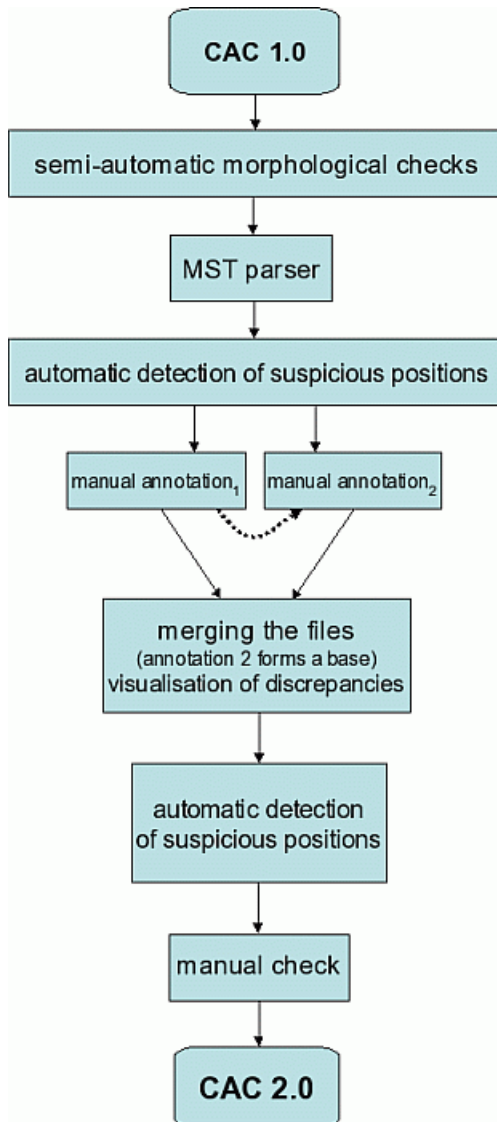 CAC 1.0
semi-automatic morphological checks
MST parser
automatic detection of suspicious positions
manual annotation₁
manual annotation₂
merging the files
(annotation 2 forms a base)
visualisation of discrepancies
automatic detection
of suspicious positions
manual check
CAC 2.0